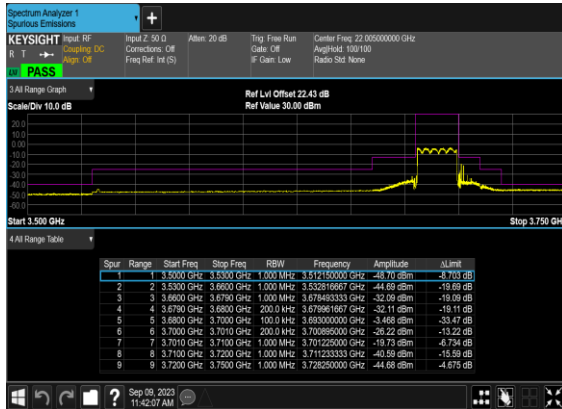 Spectrum Analyzer 1
Spurious Emissions
+
KEYSIGHT Input: RF Input Z: 50 Ω Atten: 20 dB Trig: Free Run Center Freq: 22.005000000 GHz
R T Coupling: DC Corrections: Off Gate: Off Avg|Hold: 100/100
Align: Off Freq Ref: Int (S) IF Gain: Low Radio Std: None
PASS
3 All Range Graph
Ref Lvl Offset 22.43 dB
Scale/Div 10.0 dB Ref Value 30.00 dBm
20.0
10.0
0.00
-10.0
-20.0
-30.0
-40.0
-50.0
-60.0
Start 3.500 GHz Stop 3.750 GHz
4 All Range Table
Spur Range Start Freq Stop Freq RBW Frequency Amplitude ΔLimit
1 1 3.5000 GHz 3.5300 GHz 1.000 MHz 3.512150000 GHz -48.70 dBm -8.703 dB
2 2 3.5300 GHz 3.6600 GHz 1.000 MHz 3.532816667 GHz -44.69 dBm -19.69 dB
3 3 3.6600 GHz 3.6790 GHz 1.000 MHz 3.678493333 GHz -32.09 dBm -19.09 dB
4 4 3.6790 GHz 3.6800 GHz 200.0 kHz 3.679961667 GHz -32.11 dBm -19.11 dB
5 5 3.6800 GHz 3.7000 GHz 100.0 kHz 3.693000000 GHz -3.468 dBm -33.47 dB
6 6 3.7000 GHz 3.7010 GHz 200.0 kHz 3.700895000 GHz -26.22 dBm -13.22 dB
7 7 3.7010 GHz 3.7100 GHz 1.000 MHz 3.701225000 GHz -19.73 dBm -6.734 dB
8 8 3.7100 GHz 3.7200 GHz 1.000 MHz 3.711233333 GHz -40.59 dBm -15.59 dB
9 9 3.7200 GHz 3.7500 GHz 1.000 MHz 3.728250000 GHz -44.68 dBm -4.675 dB
? Sep 09, 2023
11:42:07 AM